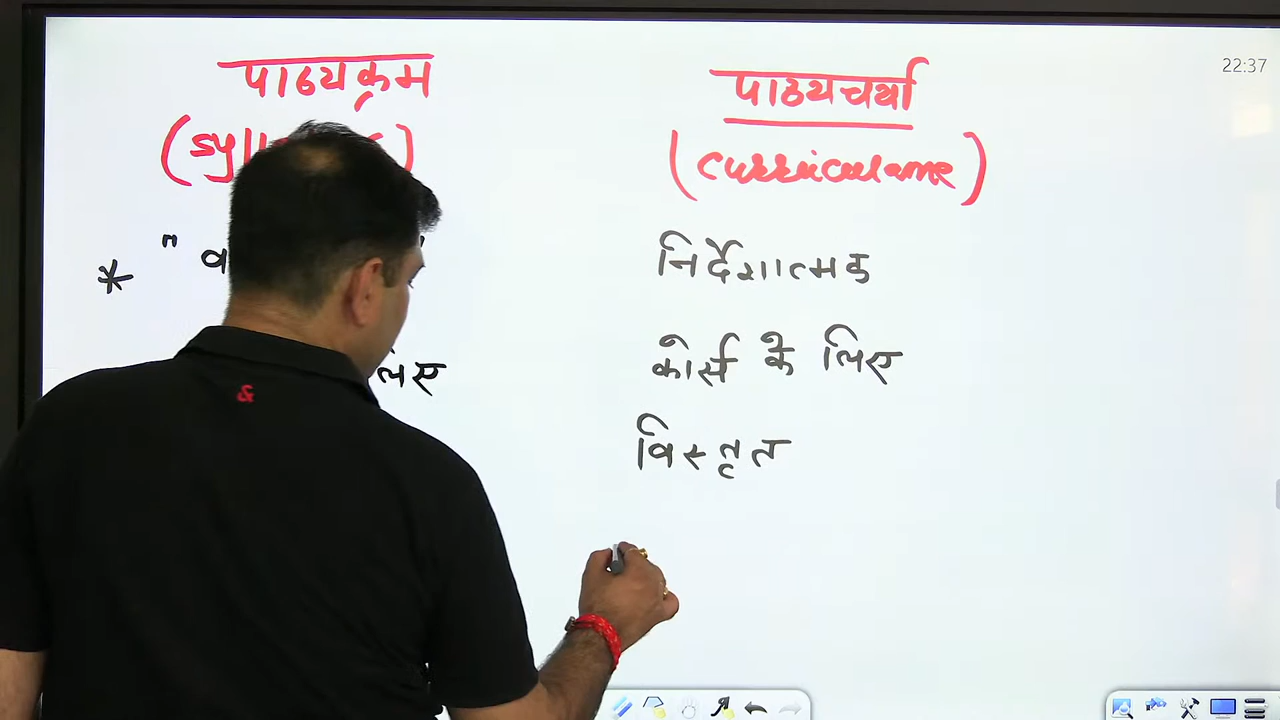 पाठ्यक्रम
पाठ्यचर्या
(curriculame)
22:37
निर्देशात्मक
*
कोर्स के लिए
लिए
विस्तृत
&